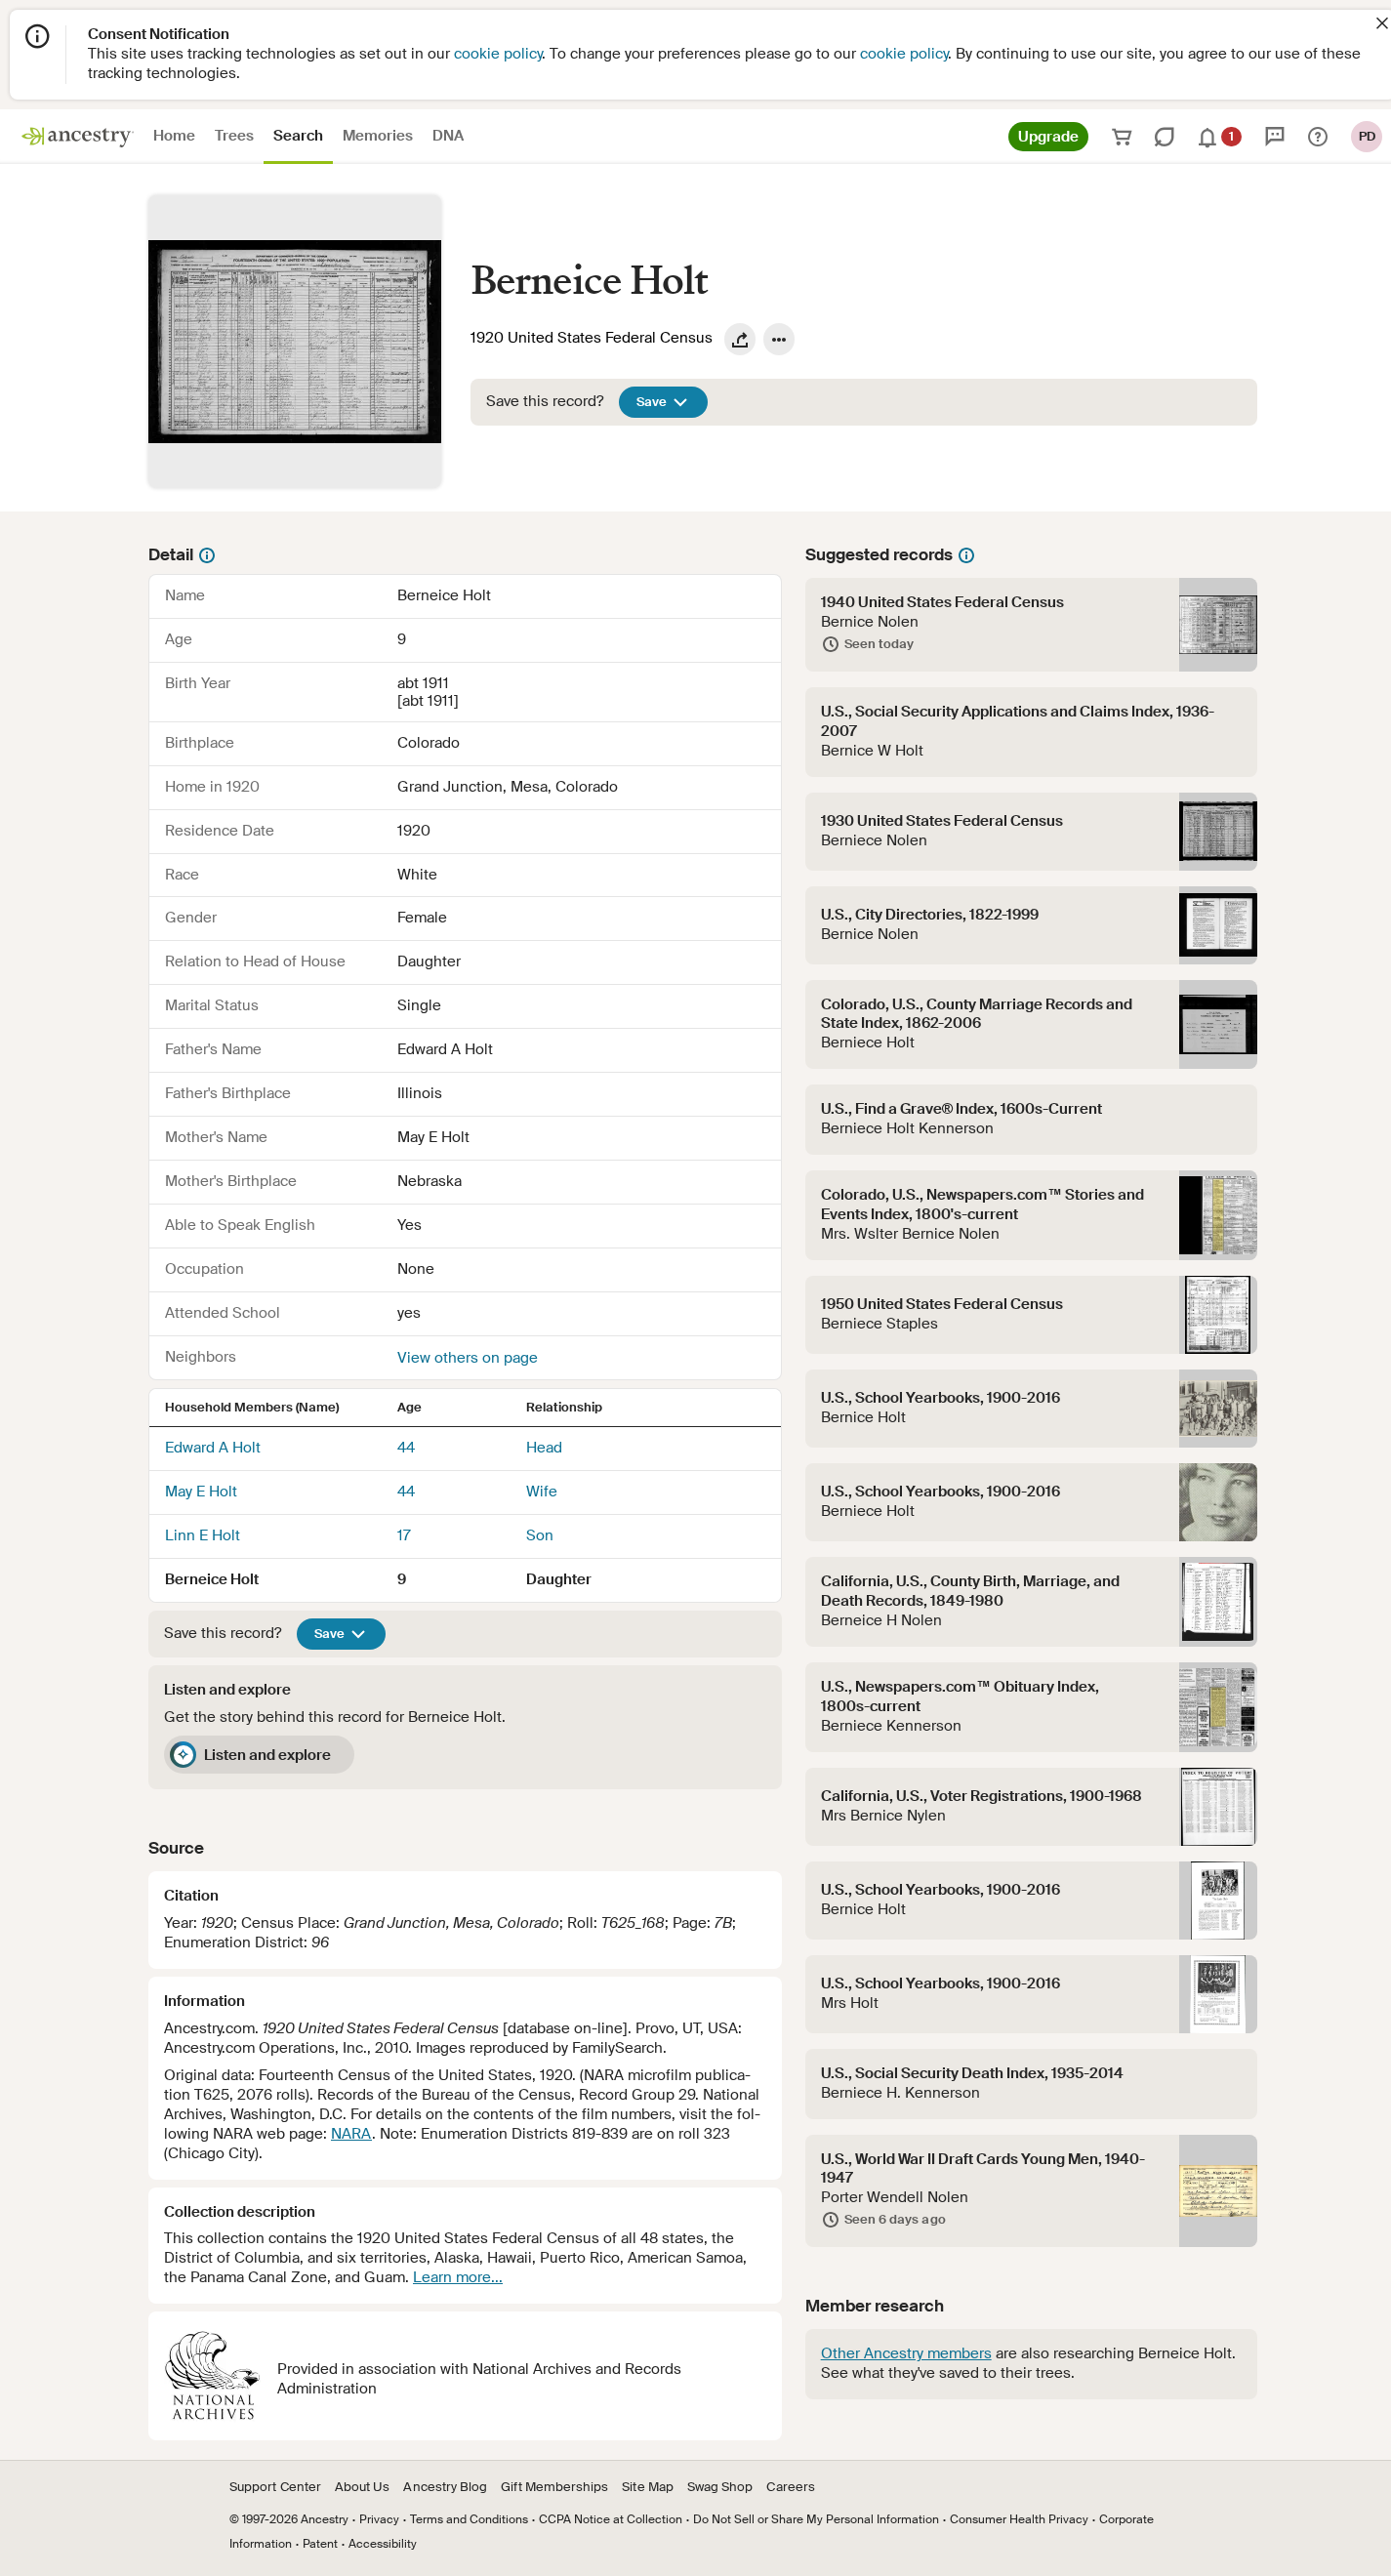 Consent Notification
This site uses tracking technologies as set out in our cookie policy. To change your preferences please go to our cookie policy. By continuing to use our site, you agree to our use of these
tracking technologies.
ancestry Home Trees Search Memories DNA Upgrade 1 PD
FOURTEENTH CENSUS OF THE UNITED STATES: 1920—POPULATION
Berneice Holt
1920 United States Federal Census
Save this record? Save
Detail
Name Berneice Holt
Age 9
Birth Year abt 1911
[abt 1911]
Birthplace Colorado
Home in 1920 Grand Junction, Mesa, Colorado
Residence Date 1920
Race White
Gender Female
Relation to Head of House Daughter
Marital Status Single
Father's Name Edward A Holt
Father's Birthplace Illinois
Mother's Name May E Holt
Mother's Birthplace Nebraska
Able to Speak English Yes
Occupation None
Attended School yes
Neighbors View others on page
Household Members (Name) Age Relationship
Edward A Holt 44 Head
May E Holt 44 Wife
Linn E Holt 17 Son
Berneice Holt 9 Daughter
Save this record? Save
Listen and explore
Get the story behind this record for Berneice Holt.
Listen and explore
Source
Citation
Year: 1920; Census Place: Grand Junction, Mesa, Colorado; Roll: T625_168; Page: 7B;
Enumeration District: 96
Information
Ancestry.com. 1920 United States Federal Census [database on-line]. Provo, UT, USA:
Ancestry.com Operations, Inc., 2010. Images reproduced by FamilySearch.
Original data: Fourteenth Census of the United States, 1920. (NARA microfilm publica-
tion T625, 2076 rolls). Records of the Bureau of the Census, Record Group 29. National
Archives, Washington, D.C. For details on the contents of the film numbers, visit the fol-
lowing NARA web page: NARA. Note: Enumeration Districts 819-839 are on roll 323
(Chicago City).
Collection description
This collection contains the 1920 United States Federal Census of all 48 states, the
District of Columbia, and six territories, Alaska, Hawaii, Puerto Rico, American Samoa,
the Panama Canal Zone, and Guam. Learn more...
NATIONAL
ARCHIVES
Provided in association with National Archives and Records
Administration
Suggested records
1940 United States Federal Census
Bernice Nolen
Seen today
U.S., Social Security Applications and Claims Index, 1936-
2007
Bernice W Holt
1930 United States Federal Census
Berniece Nolen
U.S., City Directories, 1822-1999
Bernice Nolen
Colorado, U.S., County Marriage Records and
State Index, 1862-2006
Berniece Holt
U.S., Find a Grave® Index, 1600s-Current
Berniece Holt Kennerson
Colorado, U.S., Newspapers.com™ Stories and
Events Index, 1800's-current
Mrs. Wslter Bernice Nolen
1950 United States Federal Census
Berniece Staples
U.S., School Yearbooks, 1900-2016
Bernice Holt
U.S., School Yearbooks, 1900-2016
Berniece Holt
California, U.S., County Birth, Marriage, and
Death Records, 1849-1980
Berneice H Nolen
U.S., Newspapers.com™ Obituary Index,
1800s-current
Berniece Kennerson
California, U.S., Voter Registrations, 1900-1968
Mrs Bernice Nylen
U.S., School Yearbooks, 1900-2016
Bernice Holt
U.S., School Yearbooks, 1900-2016
Mrs Holt
U.S., Social Security Death Index, 1935-2014
Berniece H. Kennerson
U.S., World War II Draft Cards Young Men, 1940-
1947
Porter Wendell Nolen
Seen 6 days ago
Member research
Other Ancestry members are also researching Berneice Holt.
See what they've saved to their trees.
Support Center About Us Ancestry Blog Gift Memberships Site Map Swag Shop Careers
© 1997-2026 Ancestry • Privacy • Terms and Conditions • CCPA Notice at Collection • Do Not Sell or Share My Personal Information • Consumer Health Privacy • Corporate
Information • Patent • Accessibility